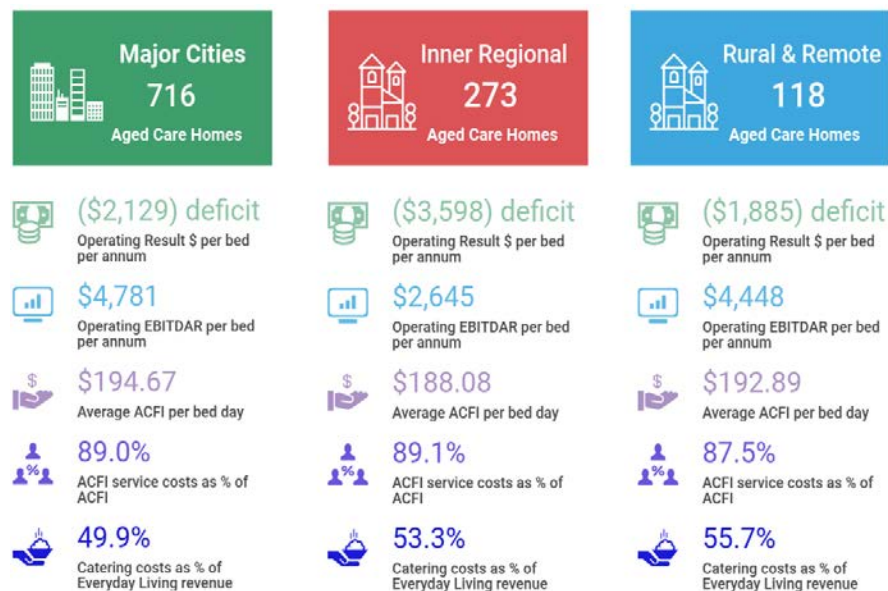 Major Cities
716
Aged Care Homes
($2,129) deficit
Operating Result $ per bed
per annum
$4,781
Operating EBITDAR per bed
per annum
$
$194.67
Average ACFI per bed day
%
89.0%
ACFI service costs as % of
ACFI
49.9%
Catering costs as % of
Everyday Living revenue
Inner Regional
273
Aged Care Homes
($3,598) deficit
Operating Result $ per bed
per annum
$2,645
Operating EBITDAR per bed
per annum
$
$188.08
Average ACFI per bed day
%
89.1%
ACFI service costs as % of
ACFI
53.3%
Catering costs as % of
Everyday Living revenue
Rural & Remote
118
Aged Care Homes
($1,885) deficit
Operating Result $ per bed
per annum
$4,448
Operating EBITDAR per bed
per annum
$
$192.89
Average ACFI per bed day
%
87.5%
ACFI service costs as % of
ACFI
55.7%
Catering costs as % of
Everyday Living revenue